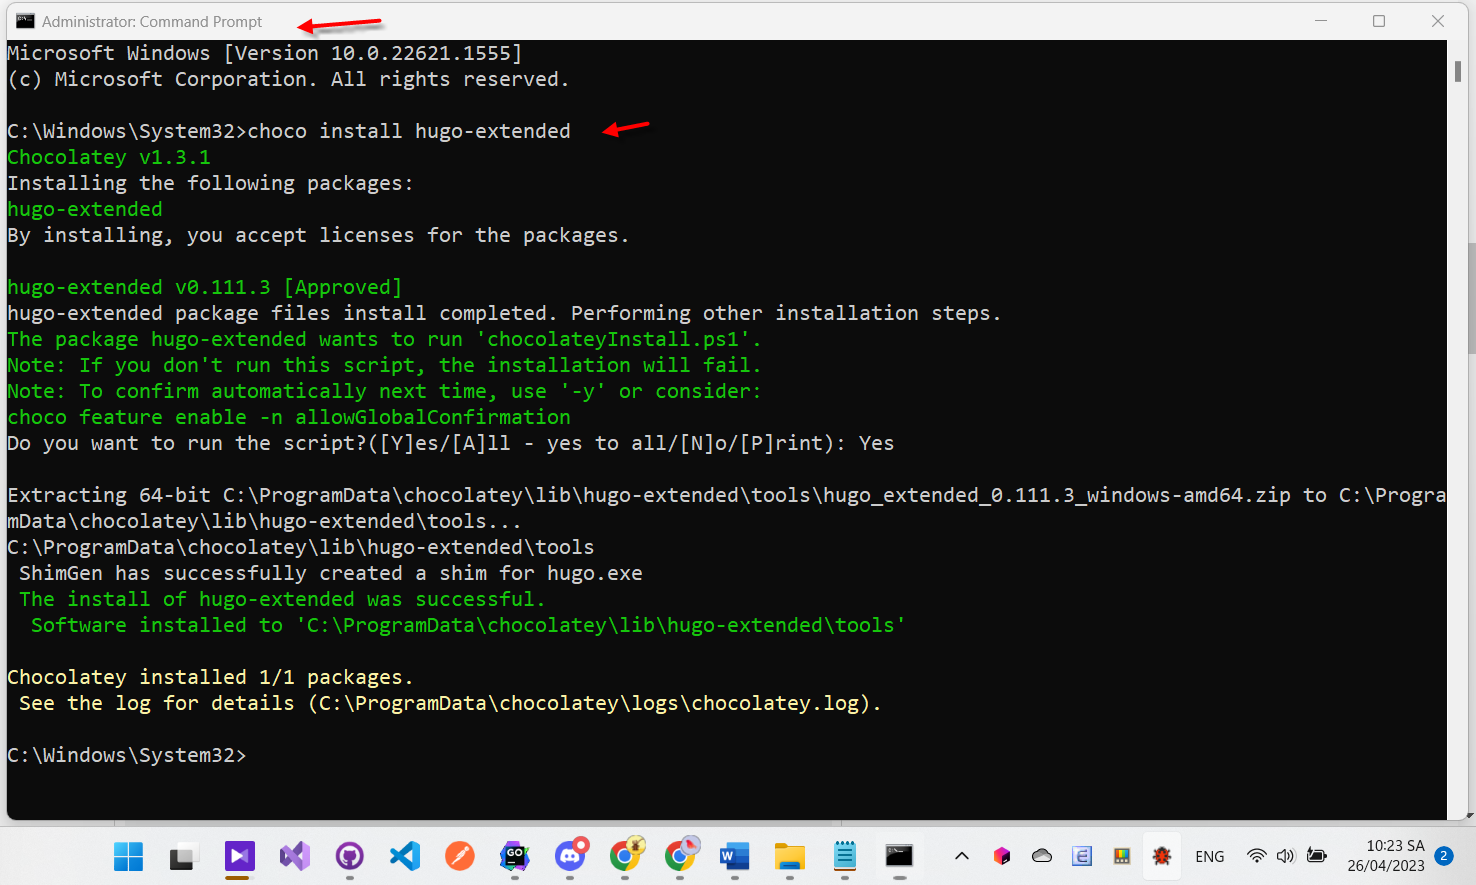 Administrator: Command Prompt
Microsoft Windows [Version 10.0.22621.1555]
(c) Microsoft Corporation. All rights reserved.
C:\Windows\System32>choco install hugo-extended
Chocolatey v1.3.1
Installing the following packages:
hugo-extended
By installing, you accept licenses for the packages.
hugo-extended v0.111.3 [Approved]
hugo-extended package files install completed. Performing other installation steps.
The package hugo-extended wants to run 'chocolateyInstall.ps1'.
Note: If you don't run this script, the installation will fail.
Note: To confirm automatically next time, use '-y' or consider:
choco feature enable -n allowGlobalConfirmation
Do you want to run the script?([Y]es/[A]ll - yes to all/[N]o/[P]rint): Yes
Extracting 64-bit C:\ProgramData\chocolatey\lib\hugo-extended\tools\hugo_extended_0.111.3_windows-amd64.zip to C:\Progra
mData\chocolatey\lib\hugo-extended\tools...
C:\ProgramData\chocolatey\lib\hugo-extended\tools
ShimGen has successfully created a shim for hugo.exe
The install of hugo-extended was successful.
Software installed to 'C:\ProgramData\chocolatey\lib\hugo-extended\tools'
Chocolatey installed 1/1 packages.
See the log for details (C:\ProgramData\chocolatey\logs\chocolatey.log).
C:\Windows\System32>
GO
W
E
ENG
10:23 SA
26/04/2023
2